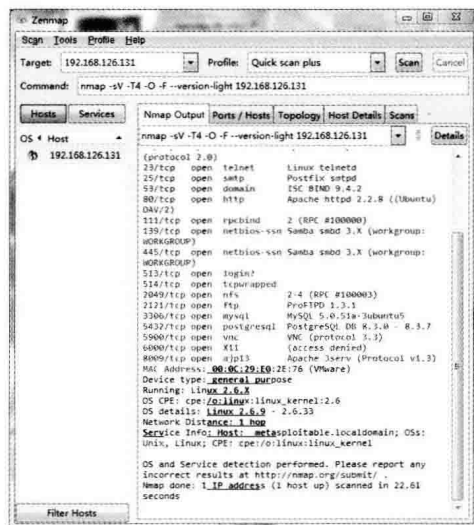 Zenmap
Scan Tools Profile Help
Target: 192.168.126.131 Profile: Quick scan plus Scan Cancel
Command: nmap -sV -T4 -O -F --version-light 192.168.126.131
Hosts Services Nmap Output Ports / Hosts Topology Host Details Scans
OS Host
192.168.126.131
nmap -sV -T4 -O -F --version-light 192.168.126.131 Details
(protocol 2.0)
23/tcp open telnet Linux telnetd
25/tcp open smtp Postfix smtpd
53/tcp open domain ISC BIND 9.4.2
80/tcp open http Apache httpd 2.2.8 ((Ubuntu)
DAV/2)
111/tcp open rpcbind 2 (RPC #100000)
139/tcp open netbios-ssn Samba smbd 3.X (workgroup:
WORKGROUP)
445/tcp open netbios-ssn Samba smbd 3.X (workgroup:
WORKGROUP)
513/tcp open login?
514/tcp open tcpwrapped
2049/tcp open nfs 2-4 (RPC #100003)
2121/tcp open ftp ProFTPD 1.3.1
3306/tcp open mysql MySQL 5.0.51a-3ubuntu5
5432/tcp open postgresql PostgreSQL DB 8.3.0 - 8.3.7
5900/tcp open vnc VNC (protocol 3.3)
6000/tcp open X11 (access denied)
8009/tcp open ajp13 Apache Jserv (Protocol v1.3)
MAC Address: 00:0C:29:E0:2E:76 (VMware)
Device type: general purpose
Running: Linux 2.6.X
OS CPE: cpe:/o:linux:linux_kernel:2.6
OS details: Linux 2.6.9 - 2.6.33
Network Distance: 1 hop
Service Info: Host: metasploitable.localdomain; OSs:
Unix, Linux; CPE: cpe:/o:linux:linux_kernel
OS and Service detection performed. Please report any
incorrect results at http://nmap.org/submit/ .
Nmap done: 1 IP address (1 host up) scanned in 22.61
seconds
Filter Hosts